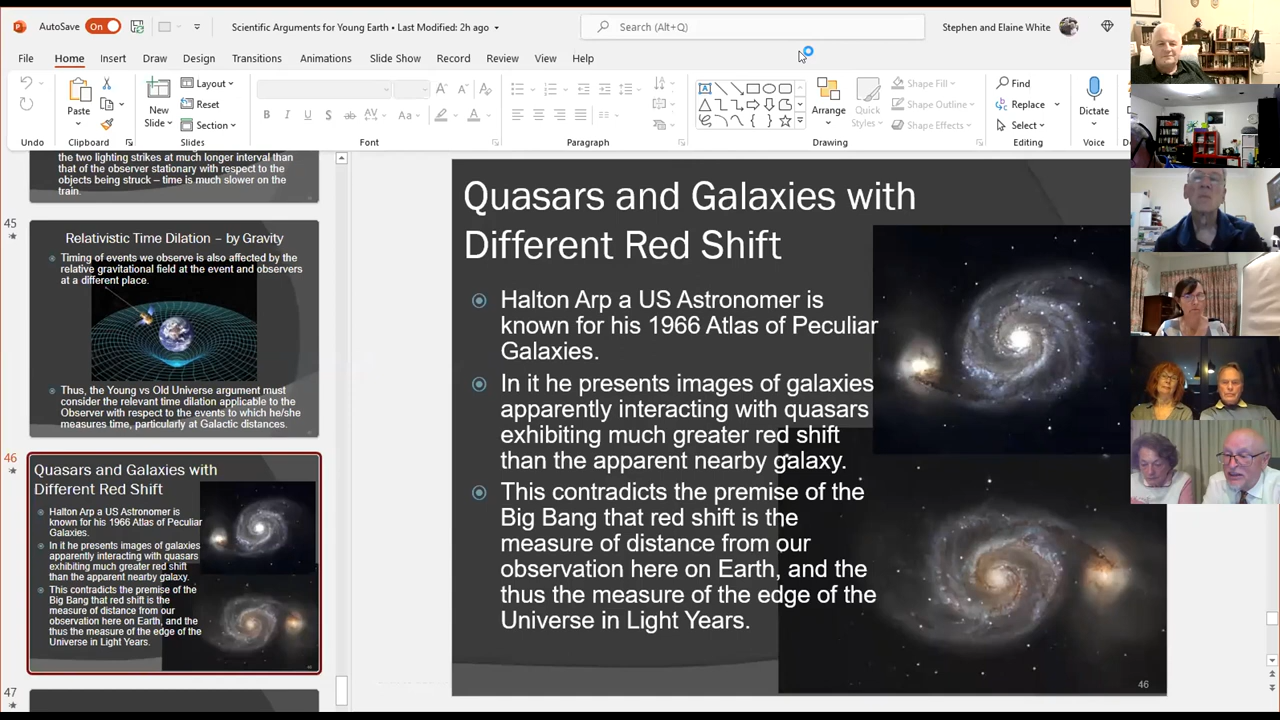 AutoSave
On
Scientific Arguments for Young Earth • Last Modified: 2h ago
Search (Alt+Q)
Stephen and Elaine White
File
Home
Insert
Draw
Design
Transitions
Animations
Slide Show
Record
Review
View
Help
Paste
New
Slide
Layout
Reset
Section
Arrange
Quick
Styles
Shape Fill
Shape Outline
Shape Effects
Find
Replace
Select
Dictate
Undo
Clipboard
Slides
Font
Paragraph
Drawing
Editing
Voice
the two lighting strikes at much longer interval than
that of the observer stationary with respect to the
objects being struck – time is much slower on the
train.
45
Relativistic Time Dilation – by Gravity
Timing of events we observe is also affected by the
relative gravitational field at the event and observers
at a different place.
Thus, the Young vs Old Universe argument must
consider the relevant time dilation applicable to the
Observer with respect to the events to which he/she
measures time, particularly at Galactic distances.
46
Quasars and Galaxies with
Different Red Shift
Halton Arp a US Astronomer is
known for his 1966 Atlas of Peculiar
Galaxies.
In it he presents images of galaxies
apparently interacting with quasars
exhibiting much greater red shift
than the apparent nearby galaxy.
This contradicts the premise of the
Big Bang that red shift is the
measure of distance from our
observation here on Earth, and the
thus the measure of the edge of the
Universe in Light Years.
47
Quasars and Galaxies with
Different Red Shift
Halton Arp a US Astronomer is
known for his 1966 Atlas of Peculiar
Galaxies.
In it he presents images of galaxies
apparently interacting with quasars
exhibiting much greater red shift
than the apparent nearby galaxy.
This contradicts the premise of the
Big Bang that red shift is the
measure of distance from our
observation here on Earth, and the
thus the measure of the edge of the
Universe in Light Years.
46